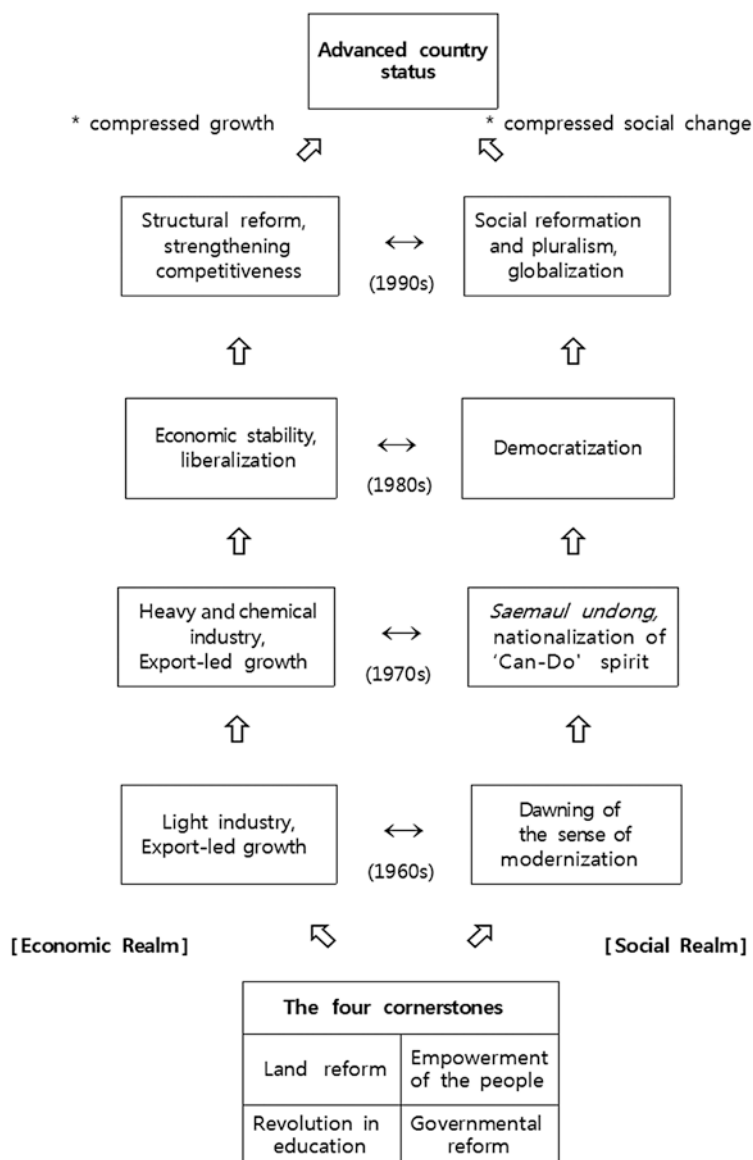 Advanced country
status
* compressed growth
* compressed social change
Structural reform,
strengthening
competitiveness
↔
(1990s)
Social reformation
and pluralism,
globalization
Economic stability,
liberalization
↔
(1980s)
Democratization
Heavy and chemical
industry,
Export-led growth
↔
(1970s)
Saemaul undong,
nationalization of
‘Can-Do’ spirit
Light industry,
Export-led growth
↔
(1960s)
Dawning of
the sense of
modernization
[Economic Realm]
[Social Realm]
The four cornerstones
Land reform
Empowerment
of the people
Revolution in
education
Governmental
reform